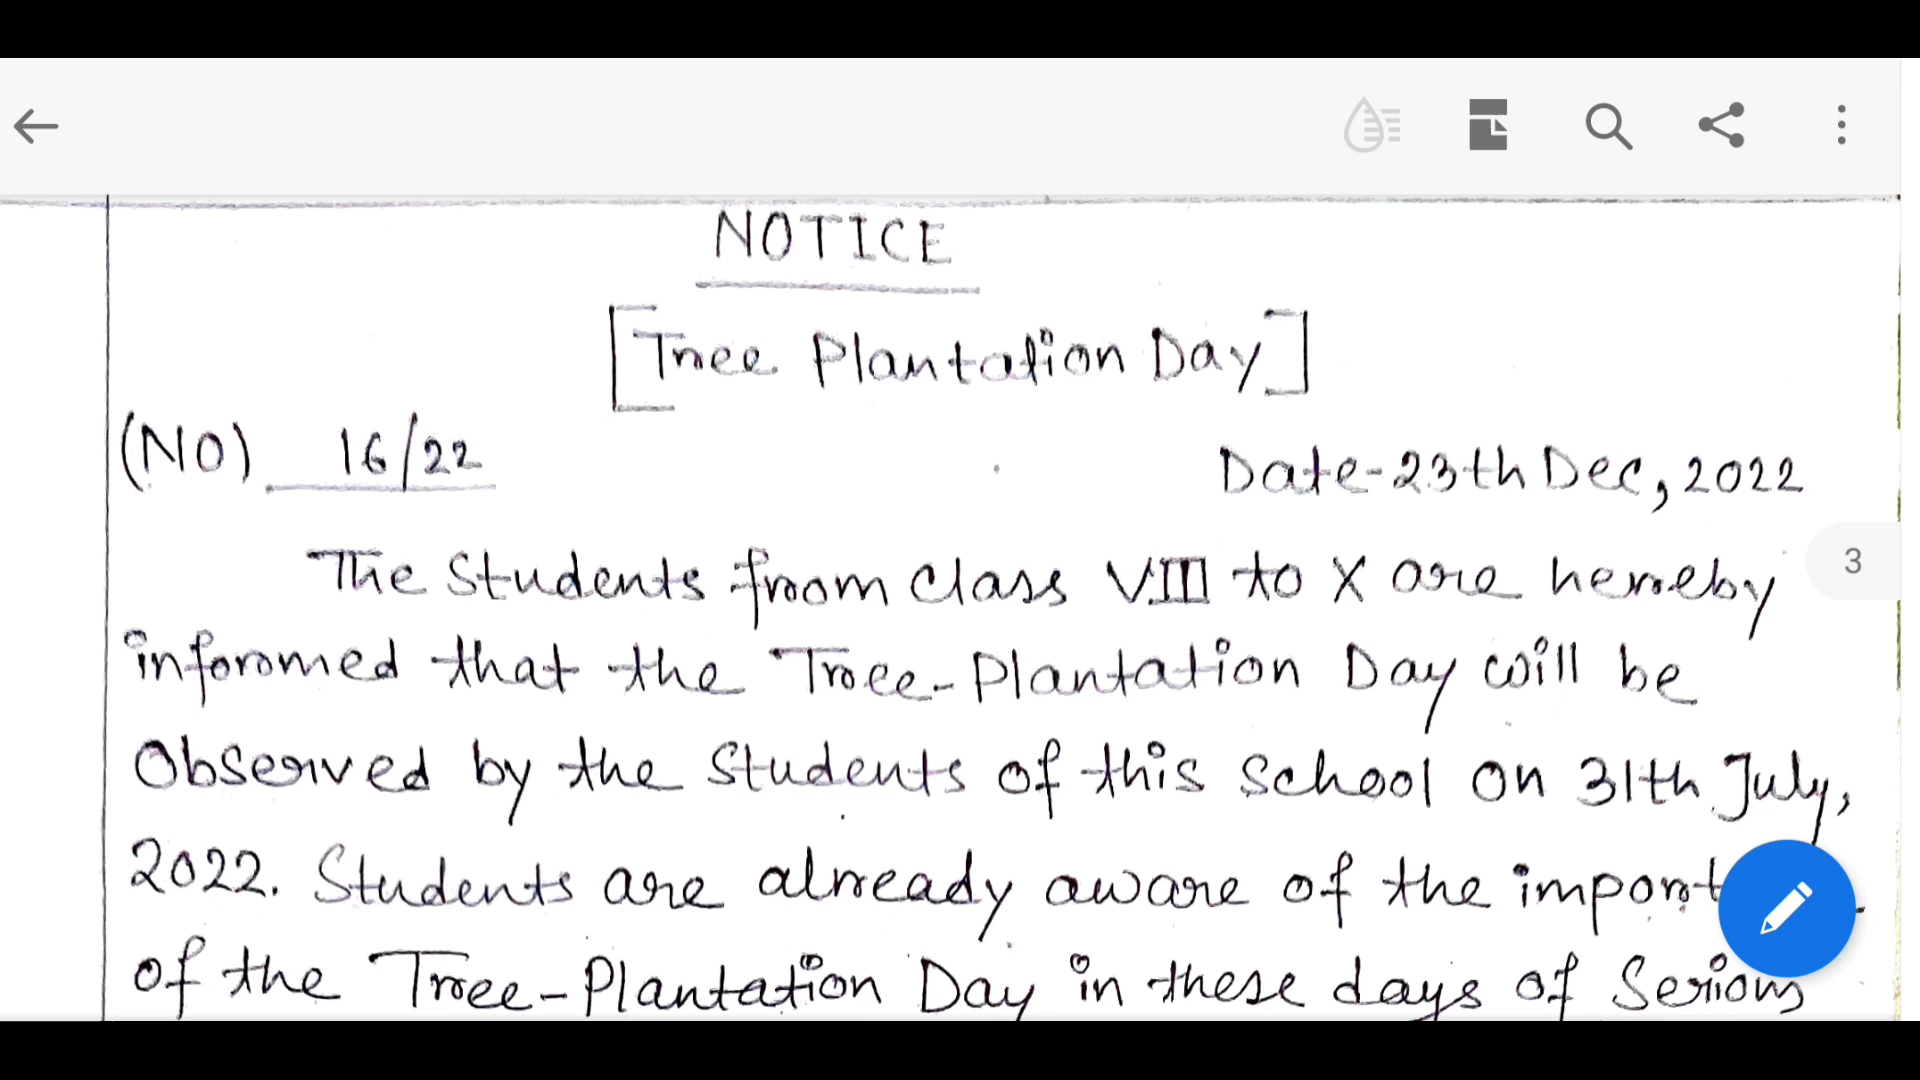 NOTICE
[Tree Plantation Day]
(NO) 16/22
Date-23th Dec, 2022
The Students from class VIII to X are hereby
3
informed that the Tree-Plantation Day will be
Observed by the Students of this School on 31th July,
2022. Students are already aware of the
of the Tree-Plantation Day in these days of Serious